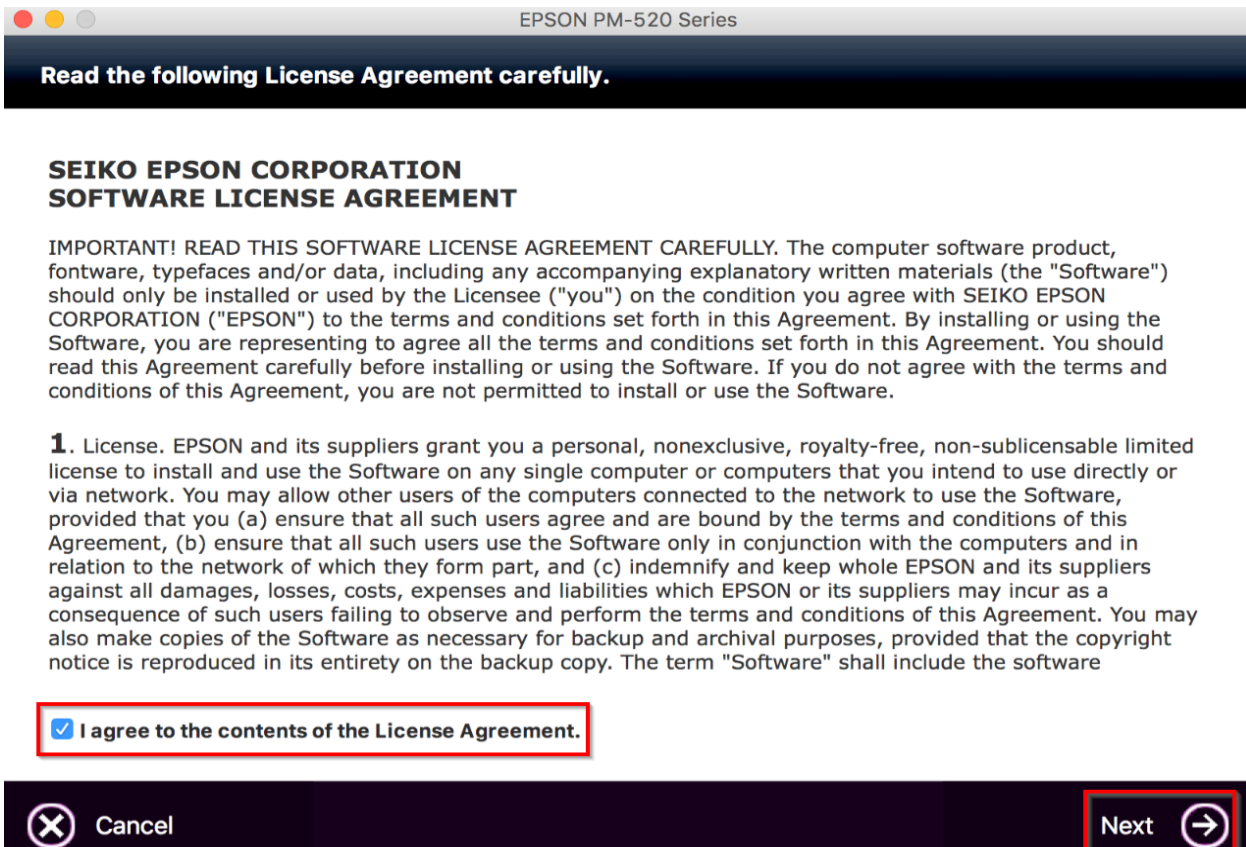 EPSON PM-520 Series
Read the following License Agreement carefully.
SEIKO EPSON CORPORATION
SOFTWARE LICENSE AGREEMENT
IMPORTANT! READ THIS SOFTWARE LICENSE AGREEMENT CAREFULLY. The computer software product,
fontware, typefaces and/or data, including any accompanying explanatory written materials (the "Software")
should only be installed or used by the Licensee ("you") on the condition you agree with SEIKO EPSON
CORPORATION ("EPSON") to the terms and conditions set forth in this Agreement. By installing or using the
Software, you are representing to agree all the terms and conditions set forth in this Agreement. You should
read this Agreement carefully before installing or using the Software. If you do not agree with the terms and
conditions of this Agreement, you are not permitted to install or use the Software.
1. License. EPSON and its suppliers grant you a personal, nonexclusive, royalty-free, non-sublicensable limited
license to install and use the Software on any single computer or computers that you intend to use directly or
via network. You may allow other users of the computers connected to the network to use the Software,
provided that you (a) ensure that all such users agree and are bound by the terms and conditions of this
Agreement, (b) ensure that all such users use the Software only in conjunction with the computers and in
relation to the network of which they form part, and (c) indemnify and keep whole EPSON and its suppliers
against all damages, losses, costs, expenses and liabilities which EPSON or its suppliers may incur as a
consequence of such users failing to observe and perform the terms and conditions of this Agreement. You may
also make copies of the Software as necessary for backup and archival purposes, provided that the copyright
notice is reproduced in its entirety on the backup copy. The term "Software" shall include the software
I agree to the contents of the License Agreement.
Cancel
Next